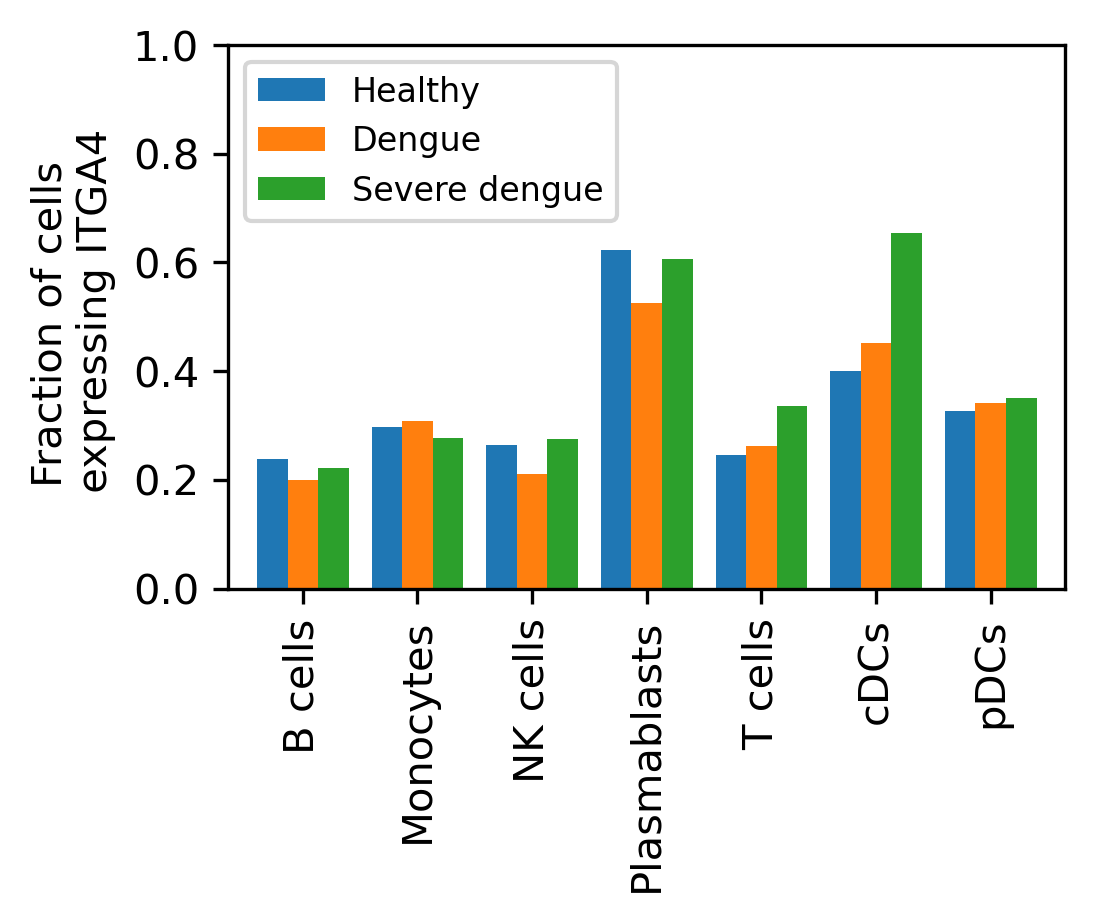 Fraction of cells
expressing ITGA4
1.0
0.8
0.6
0.4
0.2
0.0
Healthy
Dengue
Severe dengue
B cells
Monocytes
NK cells
Plasmablasts
T cells
cDCs
pDCs